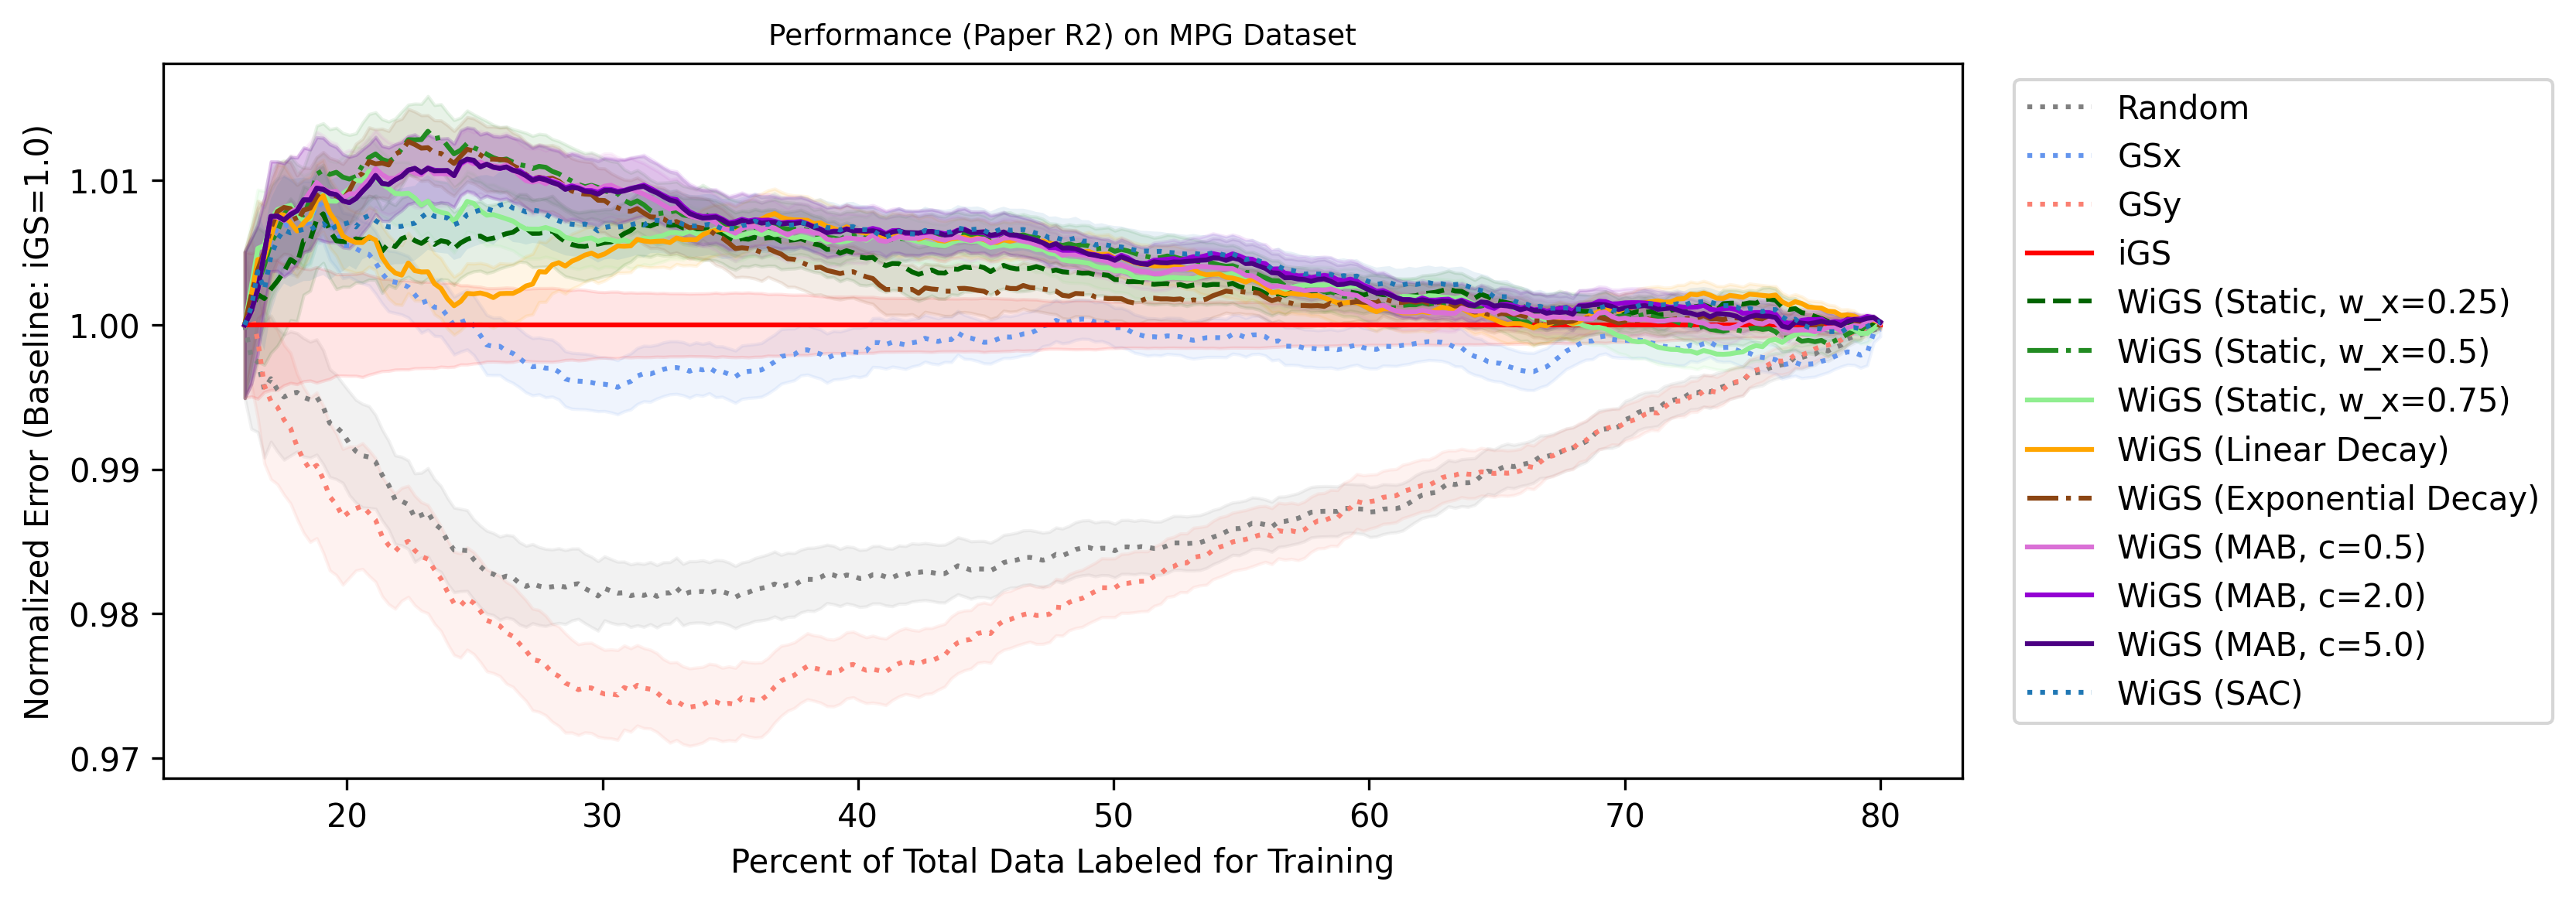 Performance (Paper R2) on MPG Dataset
Normalized Error (Baseline: iGS=1.0)
1.01
1.00
0.99
0.98
0.97
20 30 40 50 60 70 80
Percent of Total Data Labeled for Training
Random
GSx
GSy
iGS
WiGS (Static, w_x=0.25)
WiGS (Static, w_x=0.5)
WiGS (Static, w_x=0.75)
WiGS (Linear Decay)
WiGS (Exponential Decay)
WiGS (MAB, c=0.5)
WiGS (MAB, c=2.0)
WiGS (MAB, c=5.0)
WiGS (SAC)